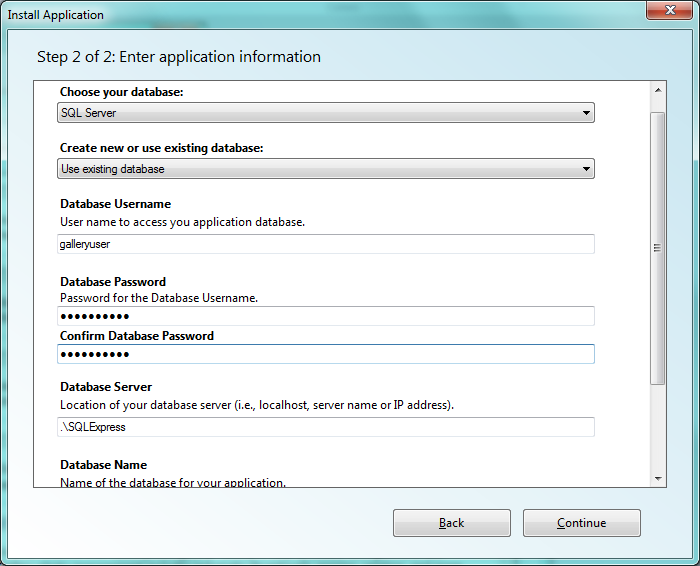 Install Application
Step 2 of 2: Enter application information
Choose your database:
SQL Server
Create new or use existing database:
Use existing database
Database Username
User name to access you application database.
galleryuser
Database Password
Password for the Database Username.
●●●●●●●●●●
Confirm Database Password
●●●●●●●●●●
Database Server
Location of your database server (i.e., localhost, server name or IP address).
.\SQLExpress
Database Name
Name of the database for your application.
Back
Continue